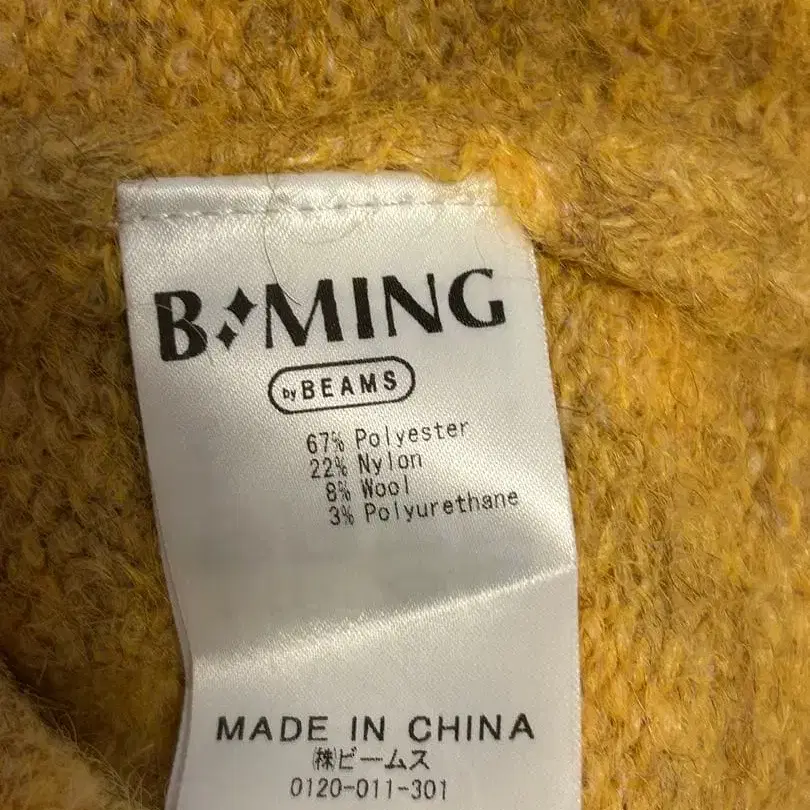 B MING
by BEAMS
67% Polyester
22% Nylon
8% Wool
3% Polyurethane
MADE IN CHINA
㈱ビームス
0120-011-301